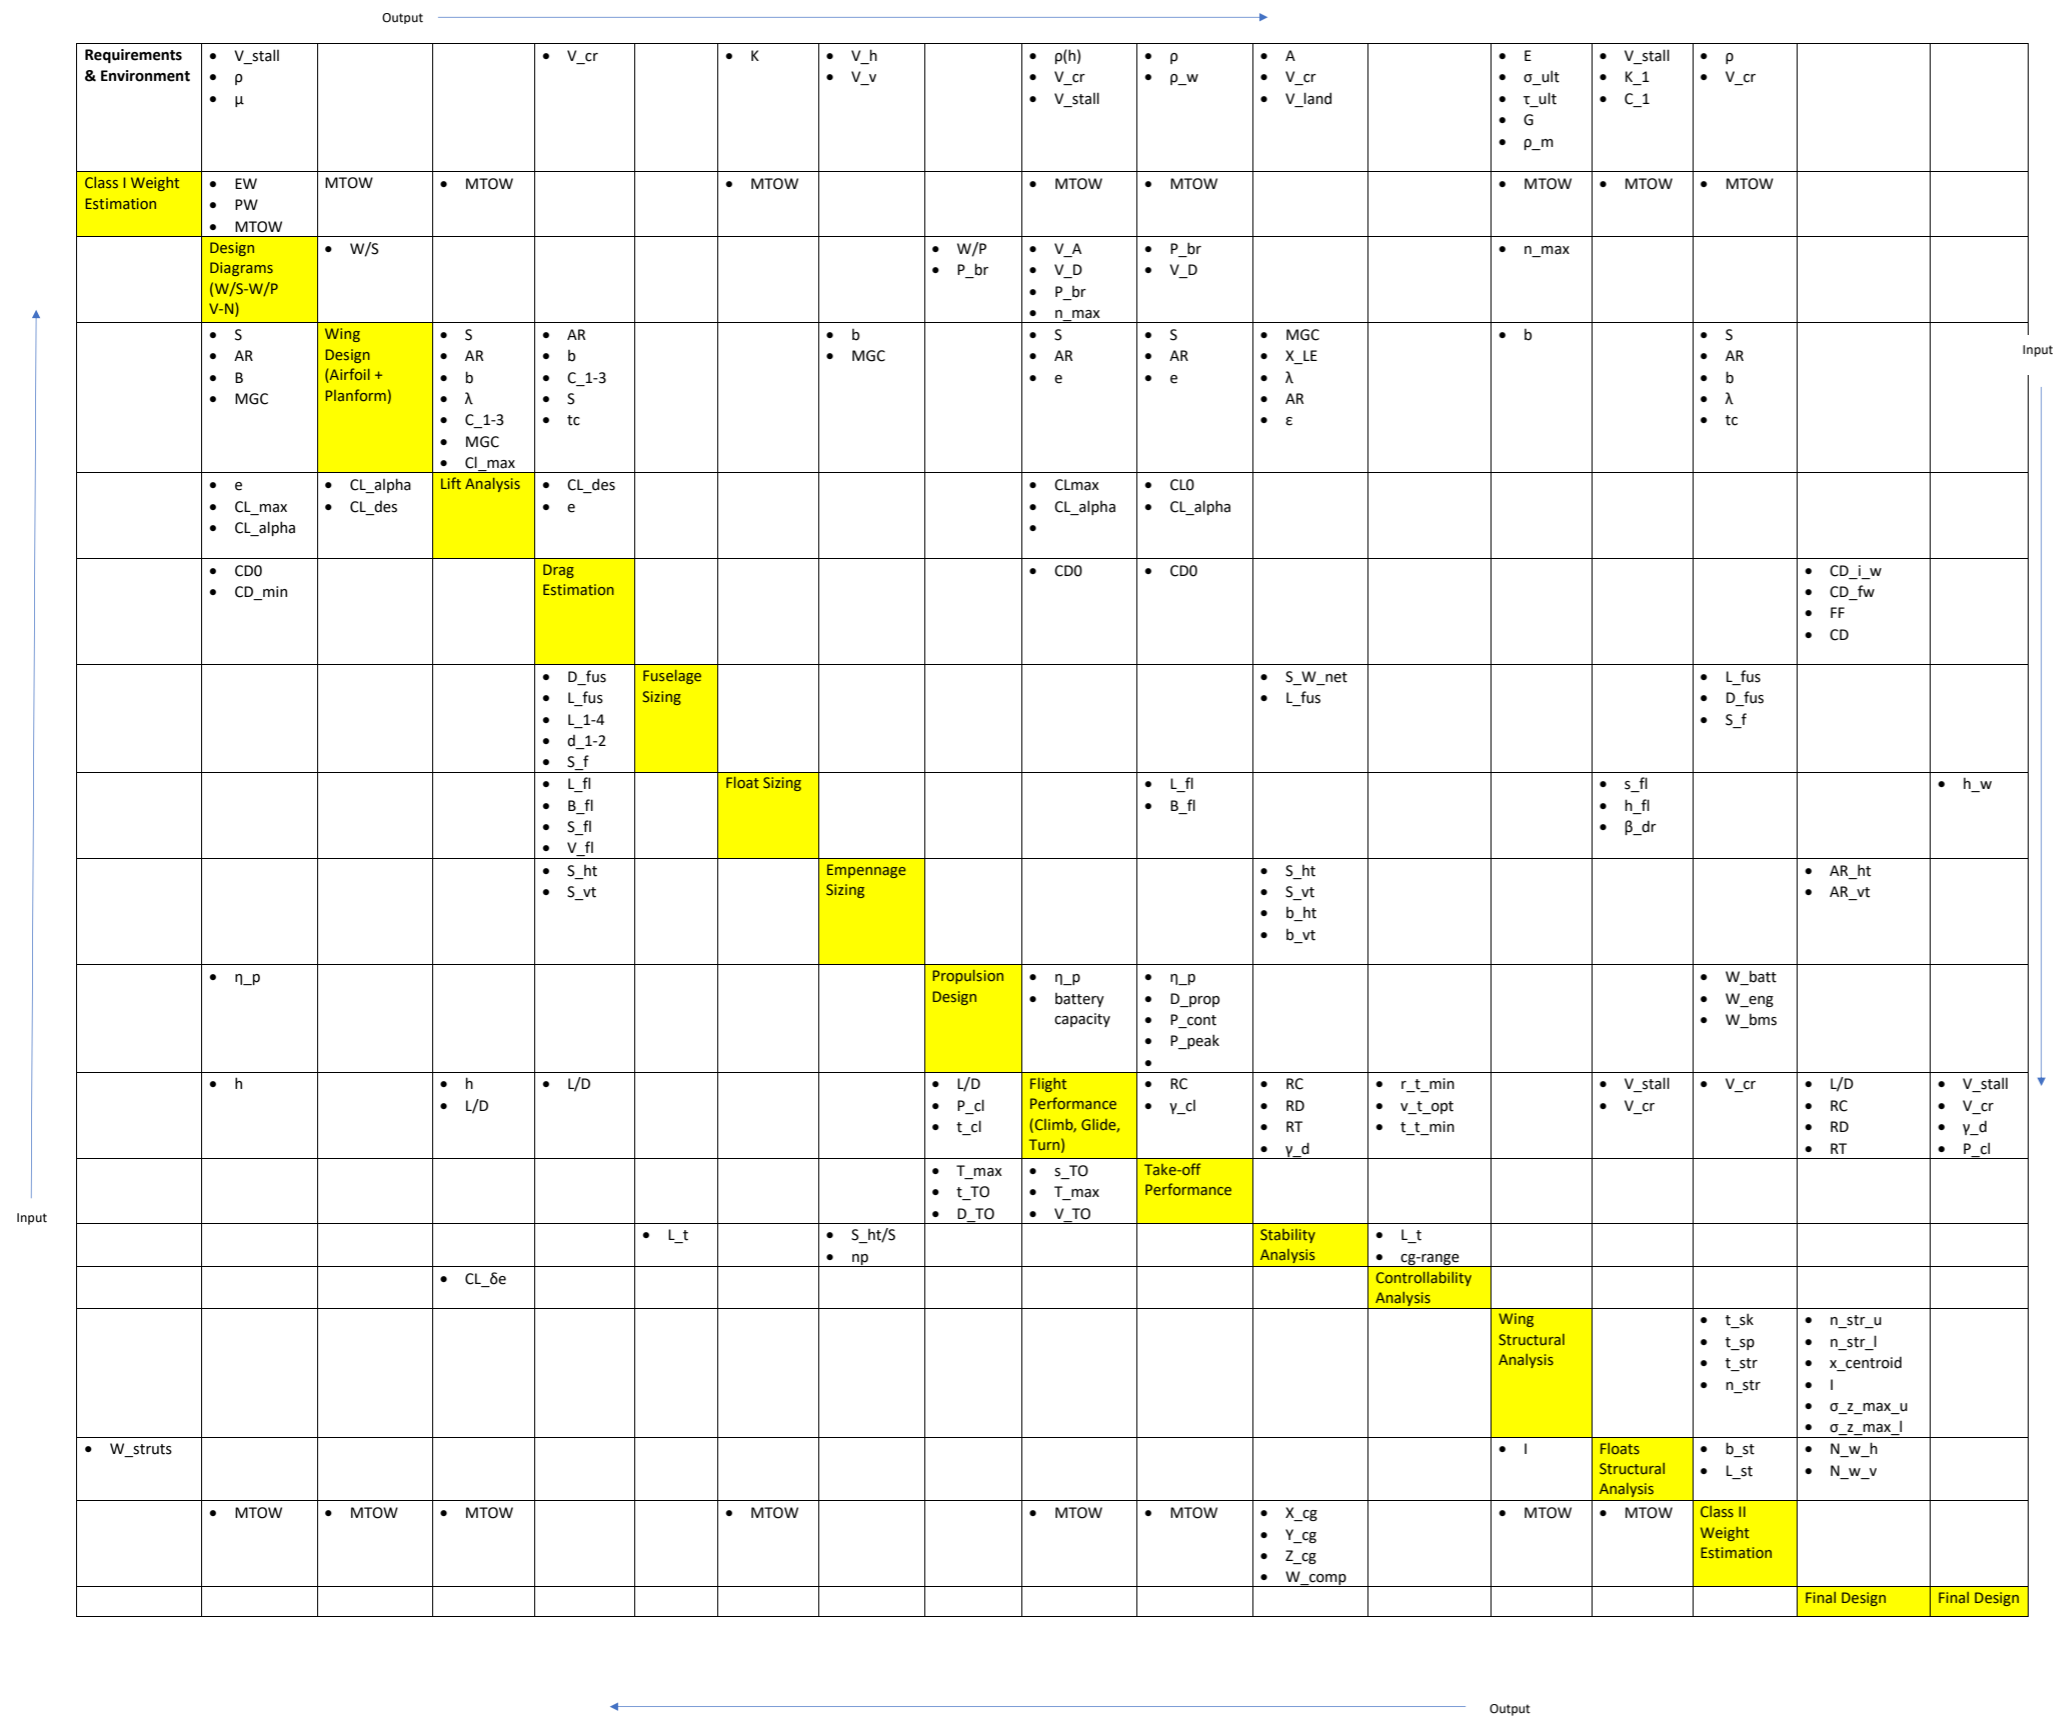 Output
Requirements
& Environment
• V_stall
• ρ
• μ
• V_cr
• K
• V_h
• V_v
• ρ(h)
• V_cr
• V_stall
• ρ
• ρ_w
• A
• V_cr
• V_land
• E
• σ_ult
• τ_ult
• G
• ρ_m
• V_stall
• K_1
• C_1
• ρ
• V_cr
Class I Weight
Estimation
• EW
• PW
• MTOW
MTOW
• MTOW
• MTOW
• MTOW
• MTOW
• MTOW
• MTOW
• MTOW
Design
Diagrams
(W/S-W/P
V-N)
• W/S
• W/P
• P_br
• V_A
• V_D
• P_br
• n_max
• P_br
• V_D
• n_max
• S
• AR
• B
• MGC
Wing
Design
(Airfoil +
Planform)
• S
• AR
• b
• λ
• C_1-3
• MGC
• Cl_max
• AR
• b
• C_1-3
• S
• tc
• b
• MGC
• S
• AR
• e
• S
• AR
• e
• MGC
• X_LE
• λ
• AR
• ε
• b
• S
• AR
• b
• λ
• tc
Input
• e
• CL_max
• CL_alpha
• CL_alpha
• CL_des
Lift Analysis
• CL_des
• e
• CLmax
• CL_alpha
•
• CL0
• CL_alpha
• CD0
• CD_min
Drag
Estimation
• CD0
• CD0
• CD_i_w
• CD_fw
• FF
• CD
• D_fus
• L_fus
• L_1-4
• d_1-2
• S_f
Fuselage
Sizing
• S_W_net
• L_fus
• L_fus
• D_fus
• S_f
• L_fl
• B_fl
• S_fl
• V_fl
Float Sizing
• L_fl
• B_fl
• s_fl
• h_fl
• β_dr
• h_w
• S_ht
• S_vt
Empennage
Sizing
• S_ht
• S_vt
• b_ht
• b_vt
• AR_ht
• AR_vt
• η_p
Propulsion
Design
• η_p
• battery
capacity
• η_p
• D_prop
• P_cont
• P_peak
•
• W_batt
• W_eng
• W_bms
• h
• h
• L/D
• L/D
• L/D
• P_cl
• t_cl
Flight
Performance
(Climb, Glide,
Turn)
• RC
• γ_cl
• RC
• RD
• RT
• γ_d
• r_t_min
• v_t_opt
• t_t_min
• V_stall
• V_cr
• V_cr
• L/D
• RC
• RD
• RT
• V_stall
• V_cr
• γ_d
• P_cl
Input
• T_max
• t_TO
• D_TO
• s_TO
• T_max
• V_TO
Take-off
Performance
• L_t
• S_ht/S
• np
Stability
Analysis
• L_t
• cg-range
• CL_δe
Controllability
Analysis
Wing
Structural
Analysis
• t_sk
• t_sp
• t_str
• n_str
• n_str_u
• n_str_l
• x_centroid
• I
• σ_z_max_u
• σ_z_max_l
• W_struts
• I
Floats
Structural
Analysis
• b_st
• L_st
• N_w_h
• N_w_v
• MTOW
• MTOW
• MTOW
• MTOW
• MTOW
• MTOW
• X_cg
• Y_cg
• Z_cg
• W_comp
• MTOW
• MTOW
Class II
Weight
Estimation
Final Design
Final Design
Output